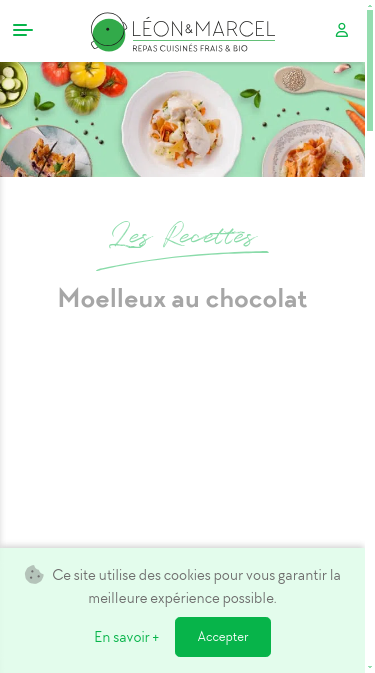 LÉON&MARCEL
REPAS CUISINÉS FRAIS & BIO
Les Recettes
Moelleux au chocolat
Ce site utilise des cookies pour vous garantir la
meilleure expérience possible.
En savoir +
Accepter